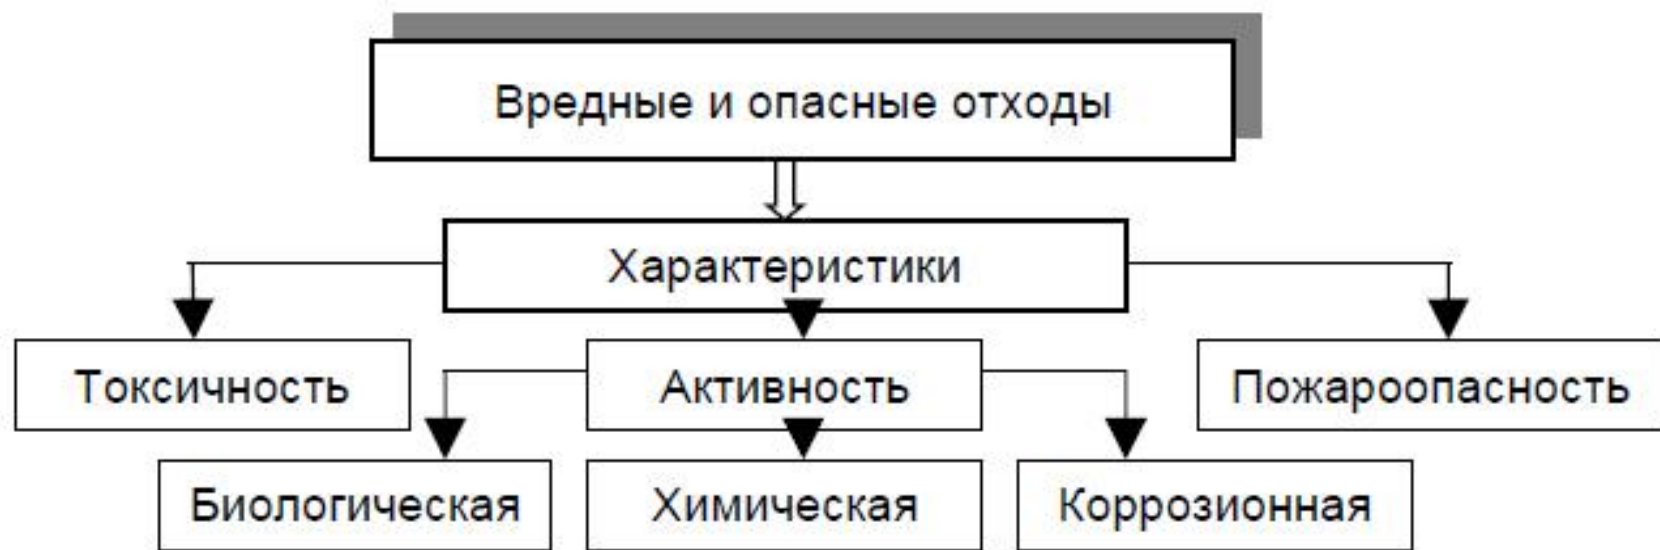 Вредные и опасные отходы
Характеристики
Токсичность
Активность
Пожароопасность
Биологическая
Химическая
Коррозионная